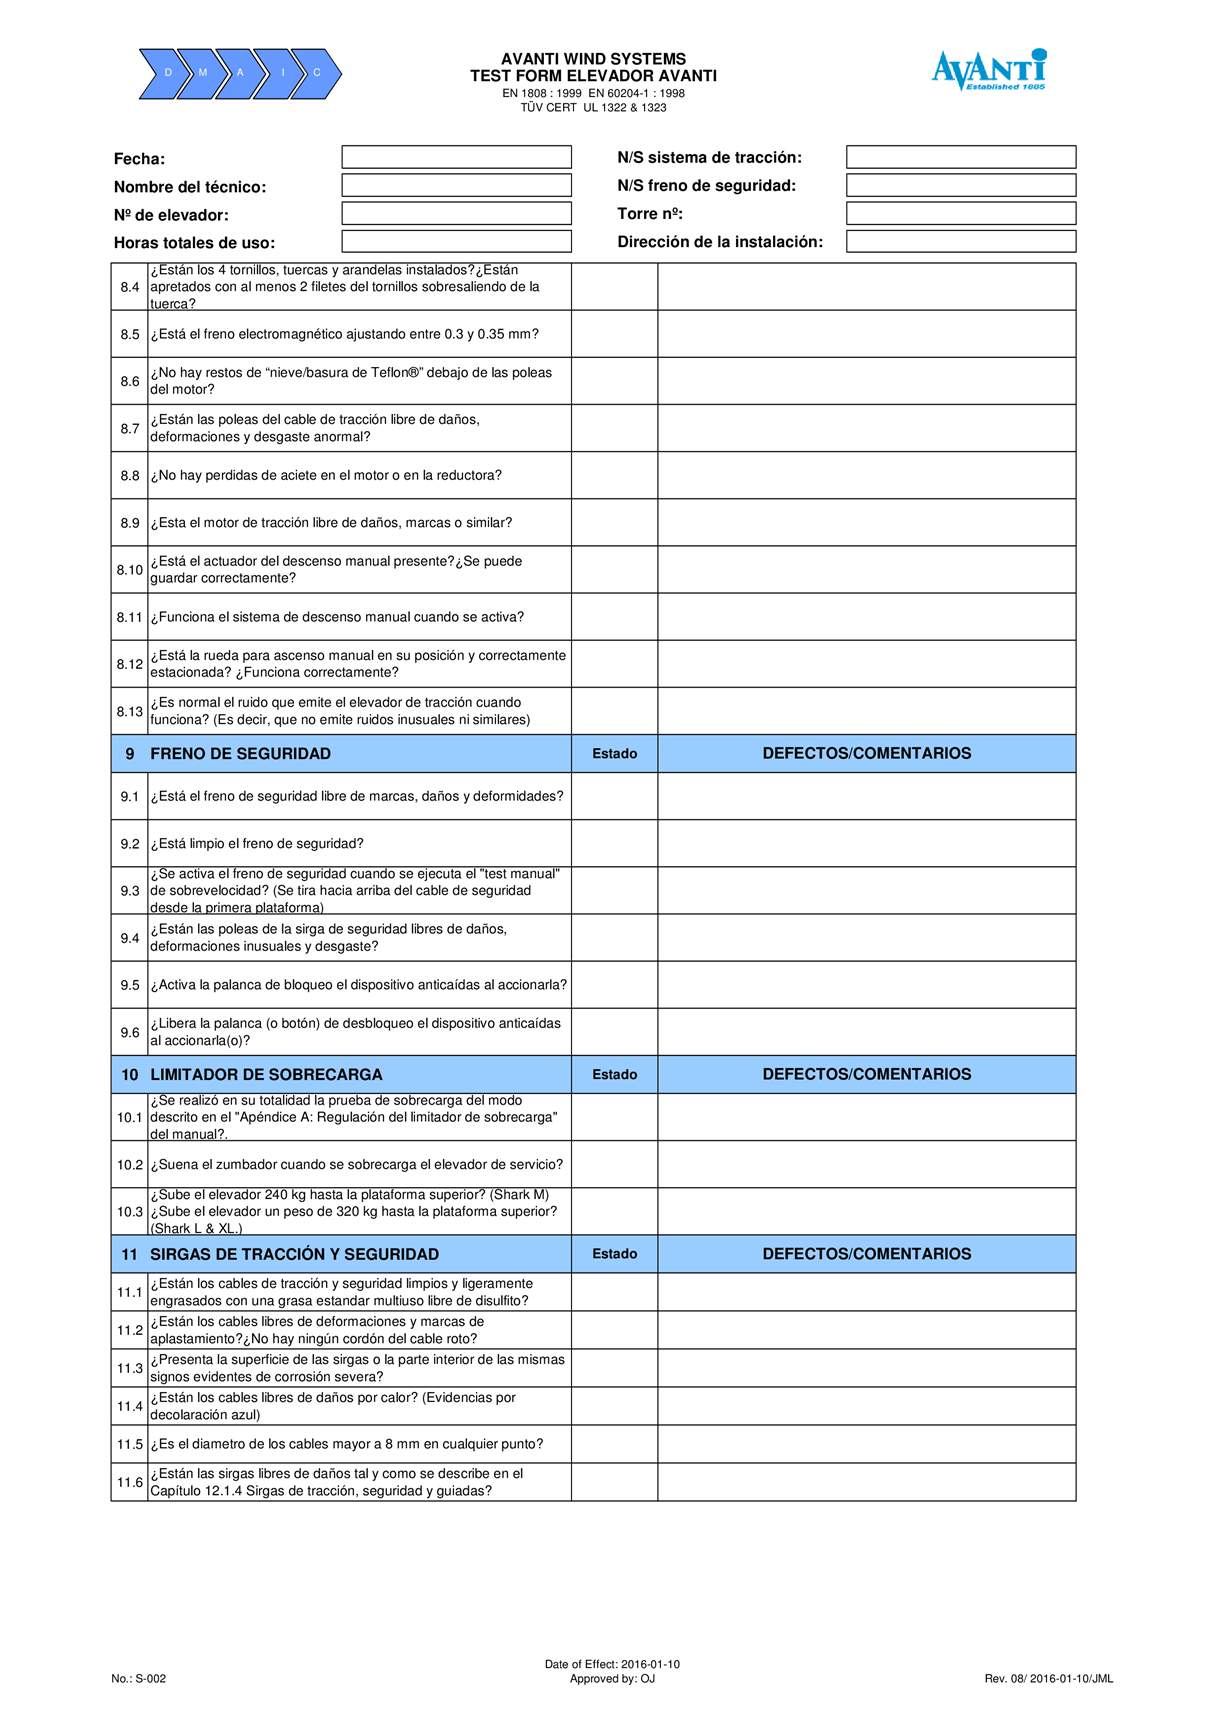 D M A I C
AVANTI WIND SYSTEMS
TEST FORM ELEVADOR AVANTI
EN 1808 : 1999 EN 60204-1 : 1998
TÜV CERT UL 1322 & 1323
AVANTI
Established 1885
Fecha:
N/S sistema de tracción:
Nombre del técnico:
N/S freno de seguridad:
Nº de elevador:
Torre nº:
Horas totales de uso:
Dirección de la instalación:
8.4 ¿Están los 4 tornillos, tuercas y arandelas instalados?¿Están
apretados con al menos 2 filetes del tornillos sobresaliendo de la
tuerca?
8.5 ¿Está el freno electromagnético ajustando entre 0.3 y 0.35 mm?
8.6 ¿No hay restos de “nieve/basura de Teflon®” debajo de las poleas
del motor?
8.7 ¿Están las poleas del cable de tracción libre de daños,
deformaciones y desgaste anormal?
8.8 ¿No hay perdidas de aciete en el motor o en la reductora?
8.9 ¿Esta el motor de tracción libre de daños, marcas o similar?
8.10 ¿Está el actuador del descenso manual presente?¿Se puede
guardar correctamente?
8.11 ¿Funciona el sistema de descenso manual cuando se activa?
8.12 ¿Está la rueda para ascenso manual en su posición y correctamente
estacionada? ¿Funciona correctamente?
8.13 ¿Es normal el ruido que emite el elevador de tracción cuando
funciona? (Es decir, que no emite ruidos inusuales ni similares)
9 FRENO DE SEGURIDAD Estado DEFECTOS/COMENTARIOS
9.1 ¿Está el freno de seguridad libre de marcas, daños y deformidades?
9.2 ¿Está limpio el freno de seguridad?
9.3 ¿Se activa el freno de seguridad cuando se ejecuta el "test manual"
de sobrevelocidad? (Se tira hacia arriba del cable de seguridad
desde la primera plataforma)
9.4 ¿Están las poleas de la sirga de seguridad libres de daños,
deformaciones inusuales y desgaste?
9.5 ¿Activa la palanca de bloqueo el dispositivo anticaídas al accionarla?
9.6 ¿Libera la palanca (o botón) de desbloqueo el dispositivo anticaídas
al accionarla(o)?
10 LIMITADOR DE SOBRECARGA Estado DEFECTOS/COMENTARIOS
10.1 ¿Se realizó en su totalidad la prueba de sobrecarga del modo
descrito en el "Apéndice A: Regulación del limitador de sobrecarga"
del manual?.
10.2 ¿Suena el zumbador cuando se sobrecarga el elevador de servicio?
10.3 ¿Sube el elevador 240 kg hasta la plataforma superior? (Shark M)
¿Sube el elevador un peso de 320 kg hasta la plataforma superior?
(Shark L & XL.)
11 SIRGAS DE TRACCIÓN Y SEGURIDAD Estado DEFECTOS/COMENTARIOS
11.1 ¿Están los cables de tracción y seguridad limpios y ligeramente
engrasados con una grasa estandar multiuso libre de disulfito?
11.2 ¿Están los cables libres de deformaciones y marcas de
aplastamiento?¿No hay ningún cordón del cable roto?
11.3 ¿Presenta la superficie de las sirgas o la parte interior de las mismas
signos evidentes de corrosión severa?
11.4 ¿Están los cables libres de daños por calor? (Evidencias por
decolaración azul)
11.5 ¿Es el diametro de los cables mayor a 8 mm en cualquier punto?
11.6 ¿Están las sirgas libres de daños tal y como se describe en el
Capítulo 12.1.4 Sirgas de tracción, seguridad y guiadas?
Date of Effect: 2016-01-10
No.: S-002 Approved by: OJ Rev. 08/ 2016-01-10/JML